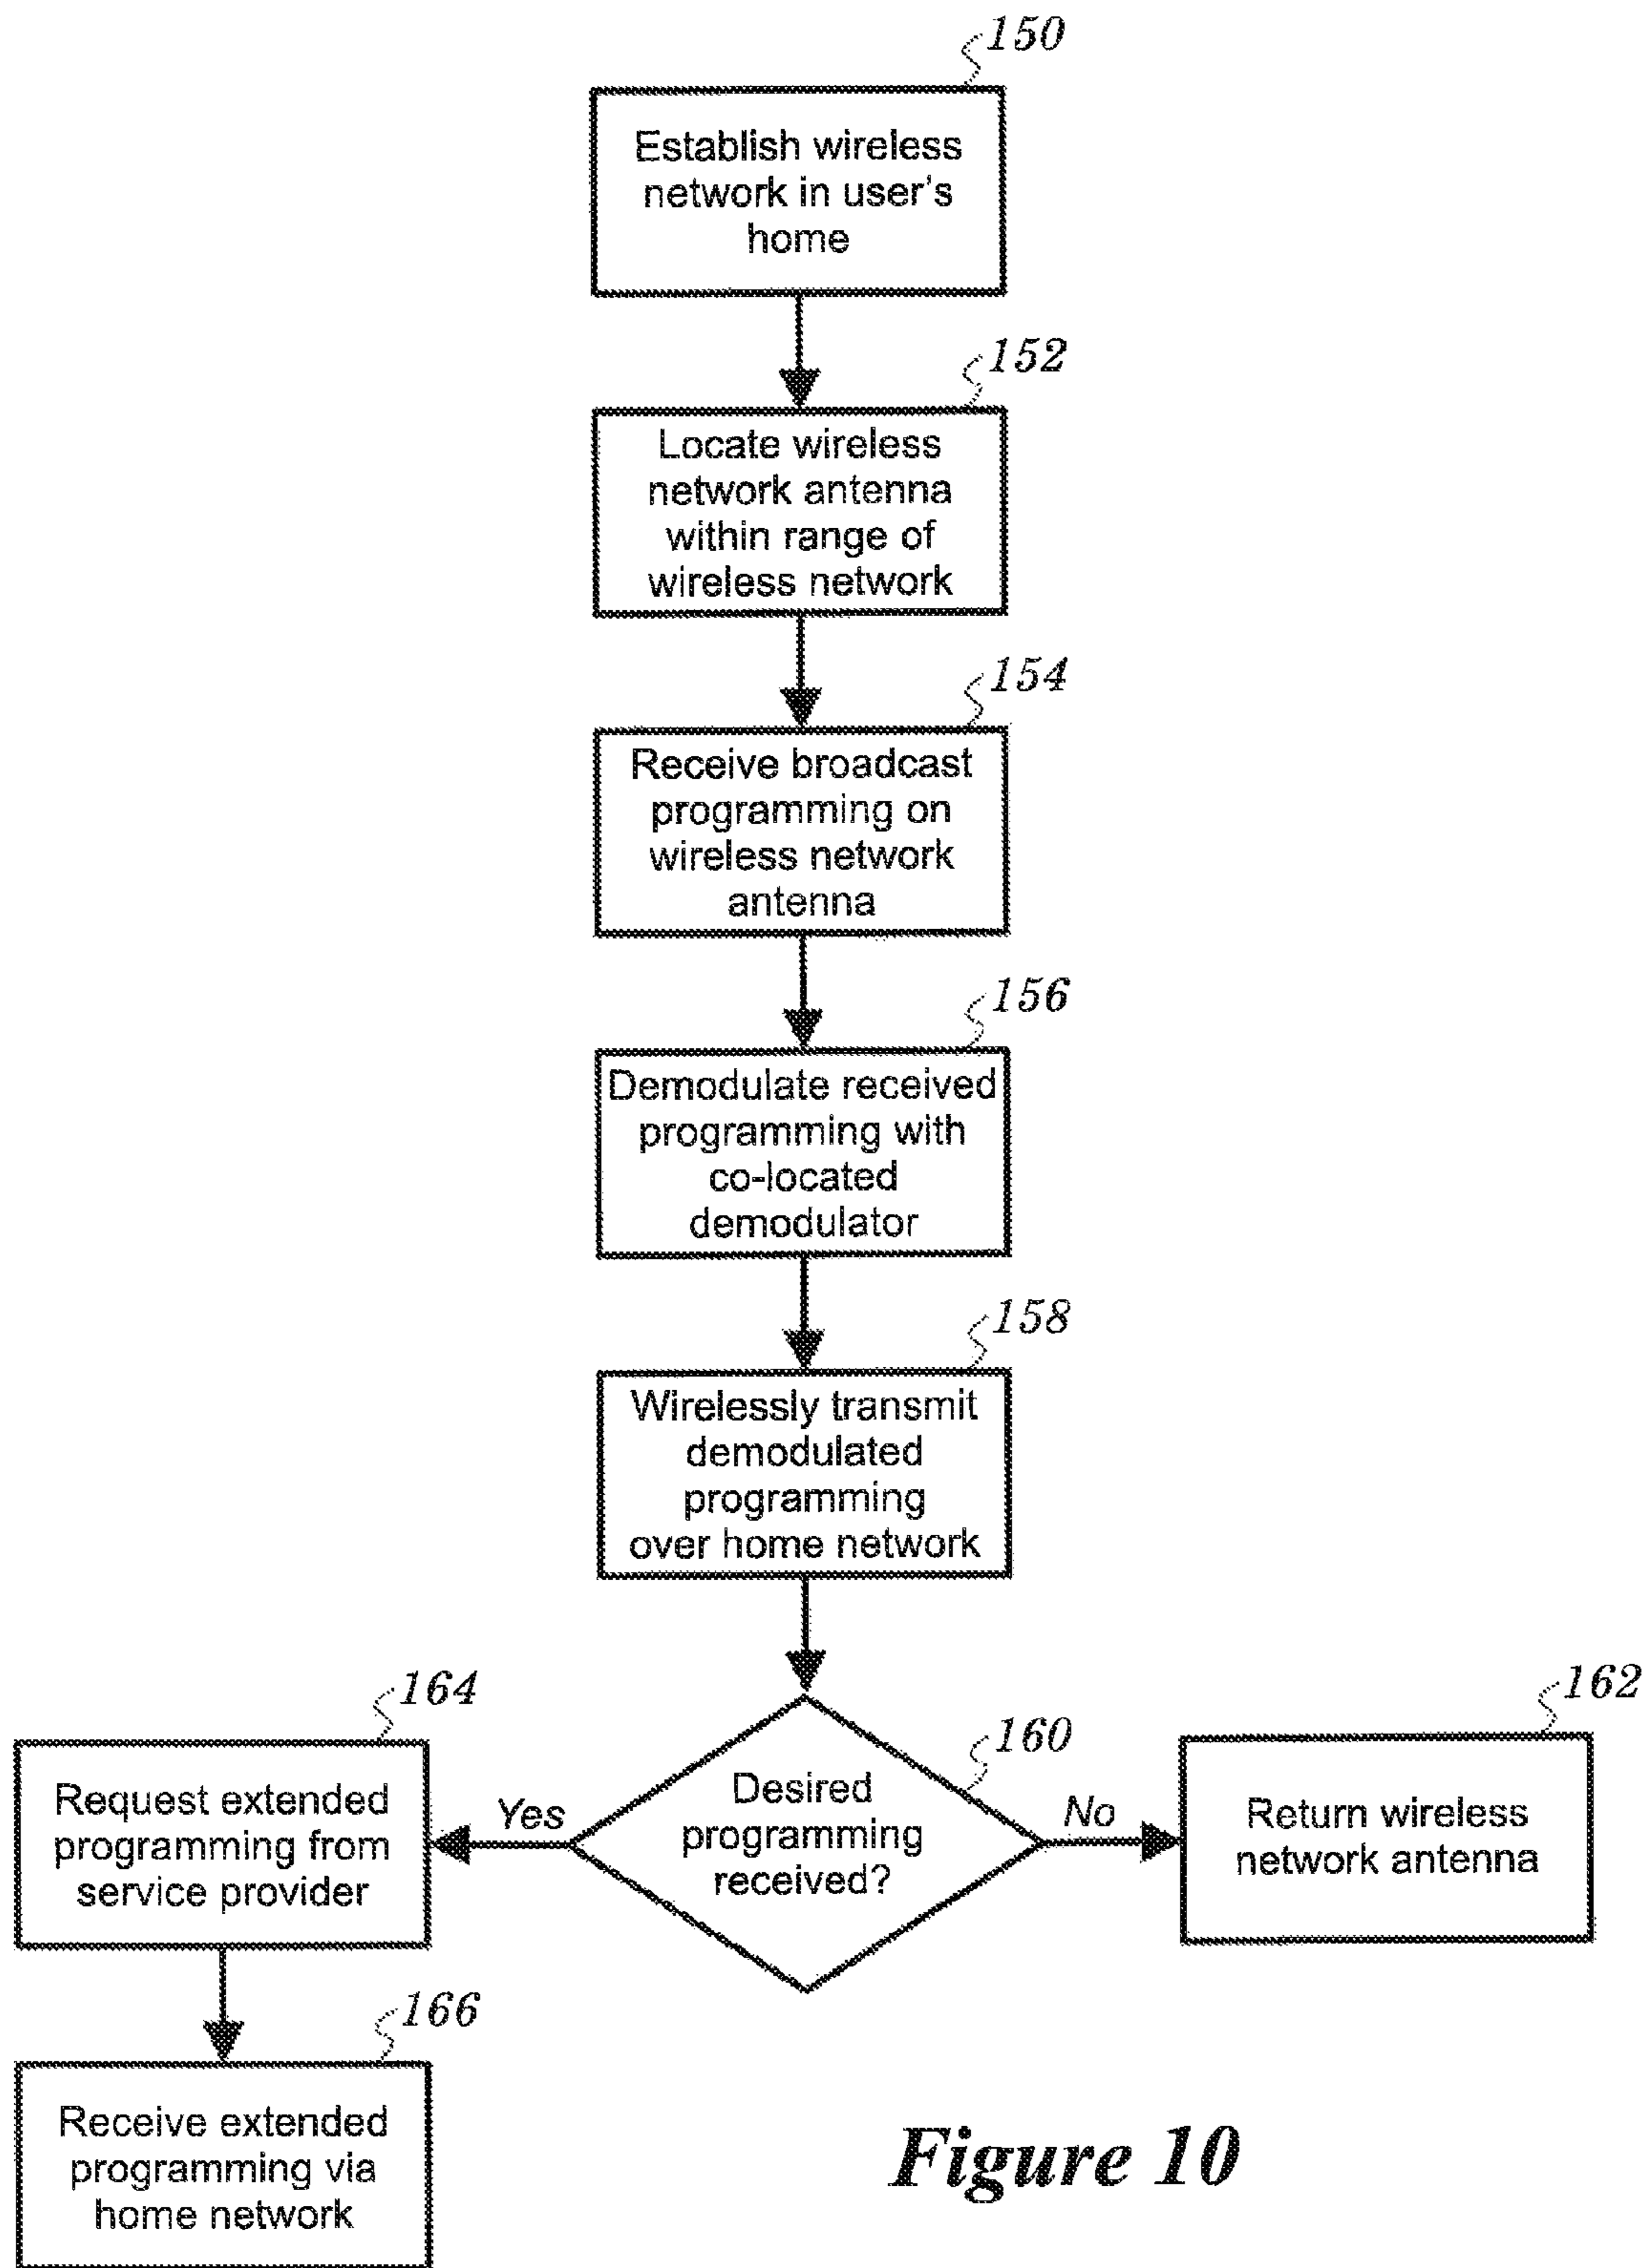 150
Establish wireless
network in user's
home
152
Locate wireless
network antenna
within range of
wireless network
154
Receive broadcast
programming on
wireless network
antenna
156
Demodulate received
programming with
co-located
demodulator
158
Wirelessly transmit
demodulated
programming
over home network
160
Desired
programming
received?
No
162
Return wireless
network antenna
Yes
164
Request extended
programming from
service provider
166
Receive extended
programming via
home network
Figure 10